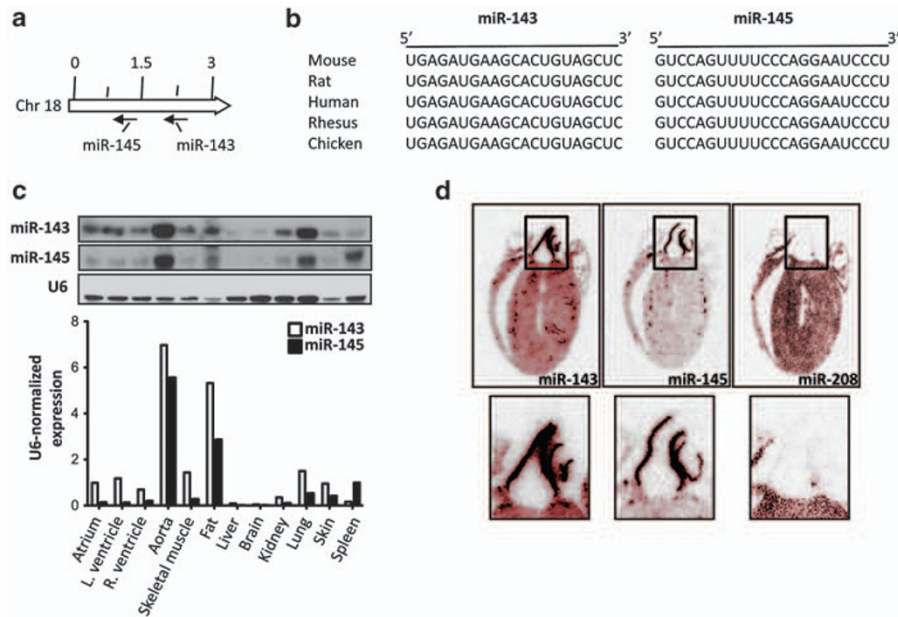 a
0 1.5 3
Chr 18
miR-145 miR-143
b
miR-143 miR-145
5’ 3’ 5’ 3’
Mouse UGAGAUGAAGCACUGUAGCUC GUCCAGUUUUCCCAGGAAUCCCU
Rat UGAGAUGAAGCACUGUAGCUC GUCCAGUUUUCCCAGGAAUCCCU
Human UGAGAUGAAGCACUGUAGCUC GUCCAGUUUUCCCAGGAAUCCCU
Rhesus UGAGAUGAAGCACUGUAGCUC GUCCAGUUUUCCCAGGAAUCCCU
Chicken UGAGAUGAAGCACUGUAGCUC GUCCAGUUUUCCCAGGAAUCCCU
c
miR-143
miR-145
U6
U6-normalized
expression
8
6
4
2
0
miR-143
miR-145
Atrium
L. ventricle
R. ventricle
Aorta
Skeletal muscle
Fat
Liver
Brain
Kidney
Lung
Skin
Spleen
d
miR-143 miR-145 miR-208